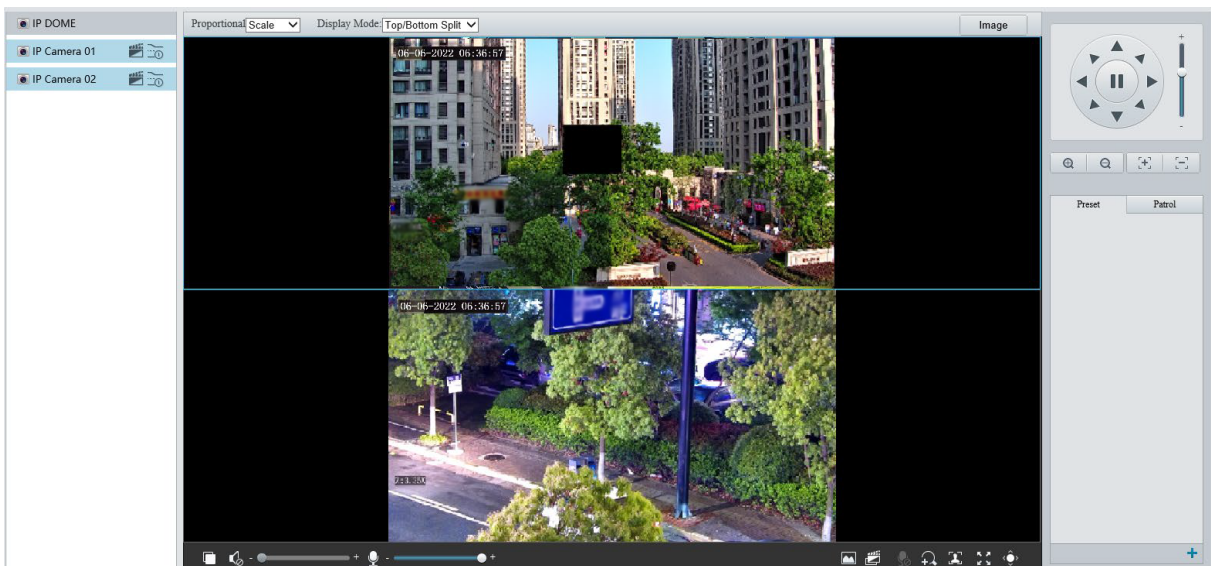 IP DOME
IP Camera 01
IP Camera 02
Proportional Scale Display Mode: Top/Bottom Split Image
06-06-2022 06:36:57
06-06-2022 06:36:57
Preset Patrol